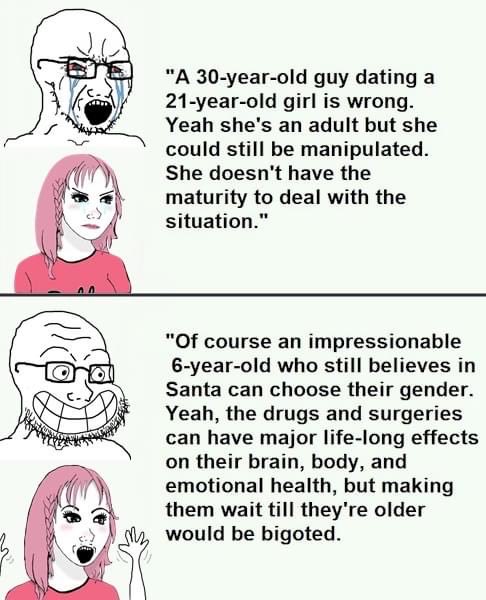 "A 30-year-old guy dating a
21-year-old girl is wrong.
Yeah she's an adult but she
could still be manipulated.
She doesn't have the
maturity to deal with the
situation."
"Of course an impressionable
6-year-old who still believes in
Santa can choose their gender.
Yeah, the drugs and surgeries
can have major life-long effects
on their brain, body, and
emotional health, but making
them wait till they're older
would be bigoted.